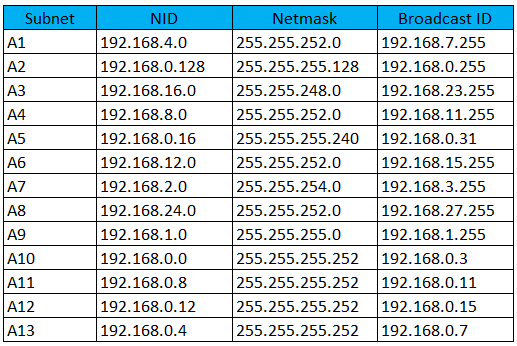 Subnet NID Netmask Broadcast ID
A1 192.168.4.0 255.255.252.0 192.168.7.255
A2 192.168.0.128 255.255.255.128 192.168.0.255
A3 192.168.16.0 255.255.248.0 192.168.23.255
A4 192.168.8.0 255.255.252.0 192.168.11.255
A5 192.168.0.16 255.255.255.240 192.168.0.31
A6 192.168.12.0 255.255.252.0 192.168.15.255
A7 192.168.2.0 255.255.254.0 192.168.3.255
A8 192.168.24.0 255.255.252.0 192.168.27.255
A9 192.168.1.0 255.255.255.0 192.168.1.255
A10 192.168.0.0 255.255.255.252 192.168.0.3
A11 192.168.0.8 255.255.255.252 192.168.0.11
A12 192.168.0.12 255.255.255.252 192.168.0.15
A13 192.168.0.4 255.255.255.252 192.168.0.7